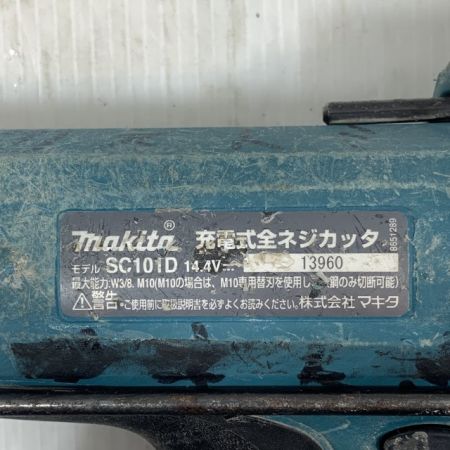 makita® 充電式全ネジカッタ
モデル SC101D 14.4V 13960
最大能力:W3/8. M10(M10の場合は、M10専用替刃を使用し 鋼のみ切断可能)
⚠警告 ・ご使用前に取扱説明書を必ずよくお読みください。 株式会社 マキタ
851289